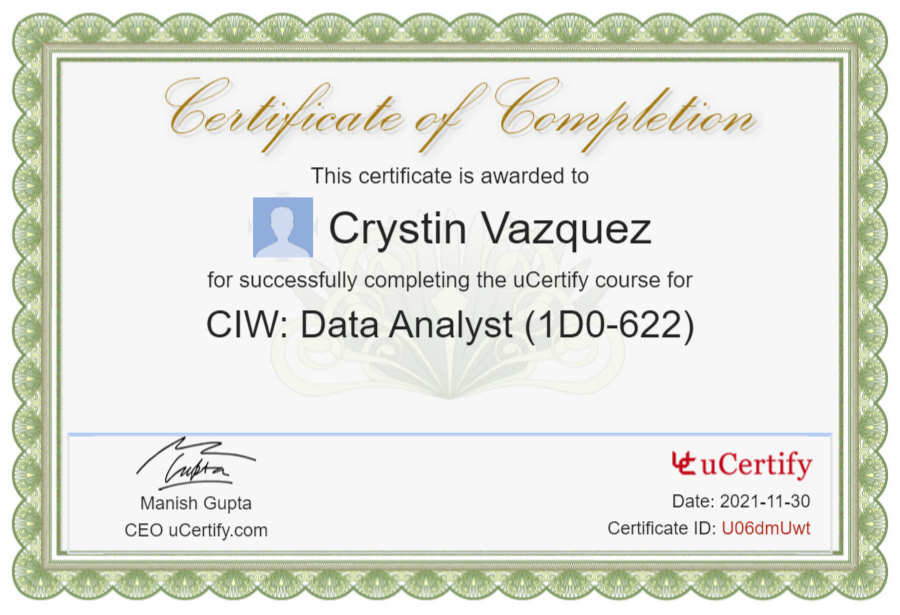 Certificate of Completion
This certificate is awarded to
Crystin Vazquez
for successfully completing the uCertify course for
CIW: Data Analyst (1D0-622)
Gupta
Manish Gupta
CEO uCertify.com
uCertify
Date: 2021-11-30
Certificate ID: U06dmUwt